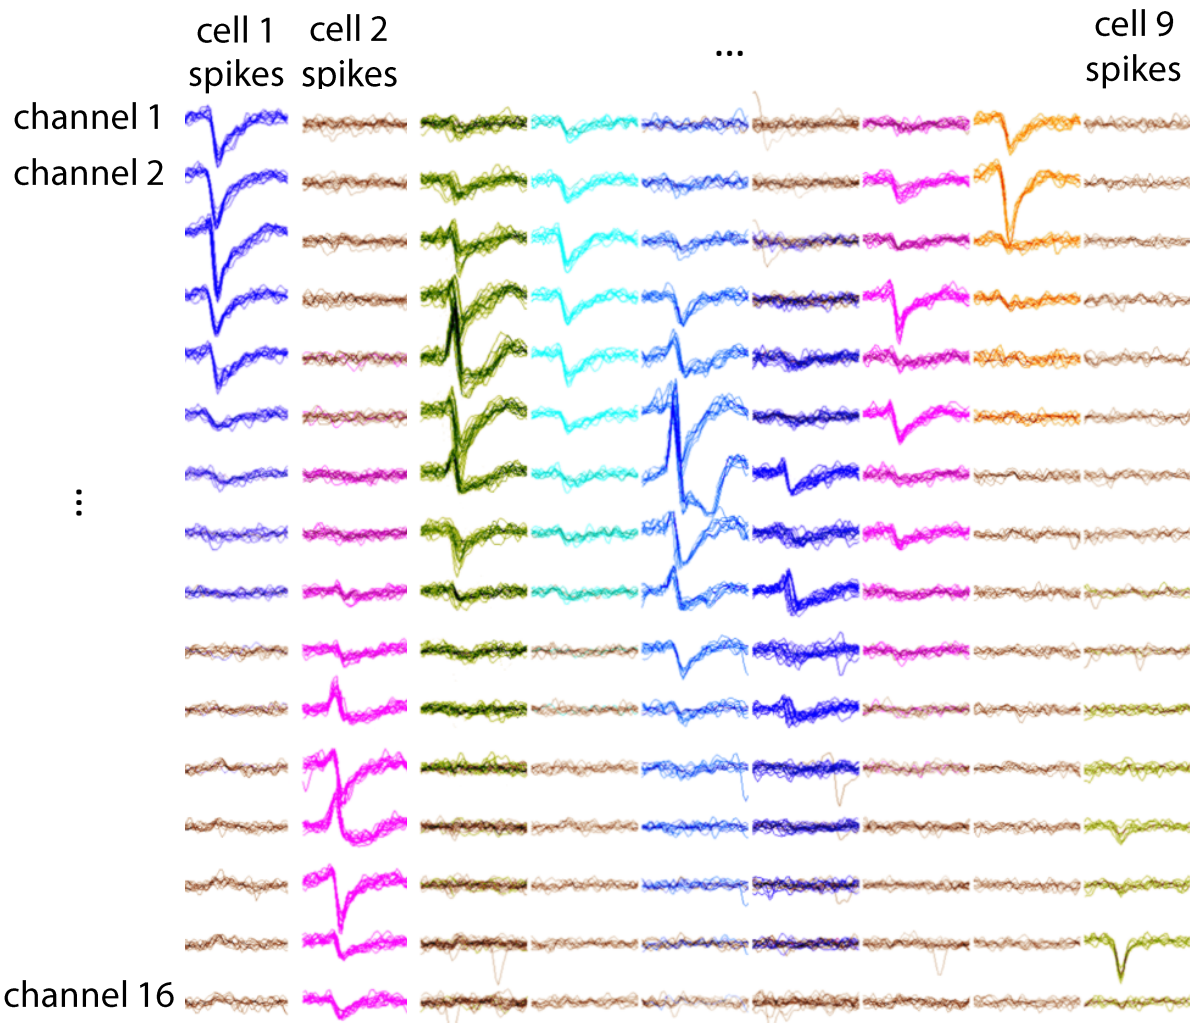 cell 1
spikes
cell 2
spikes
...
cell 9
spikes
channel 1
channel 2
⋮
channel 16